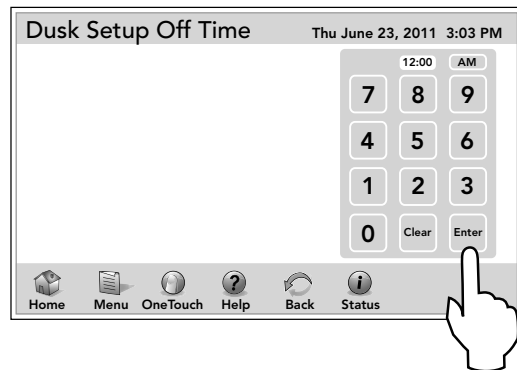 Dusk Setup Off Time Thu June 23, 2011 3:03 PM
12:00 AM
7 8 9
4 5 6
1 2 3
0 Clear Enter
? i
Home Menu OneTouch Help Back Status